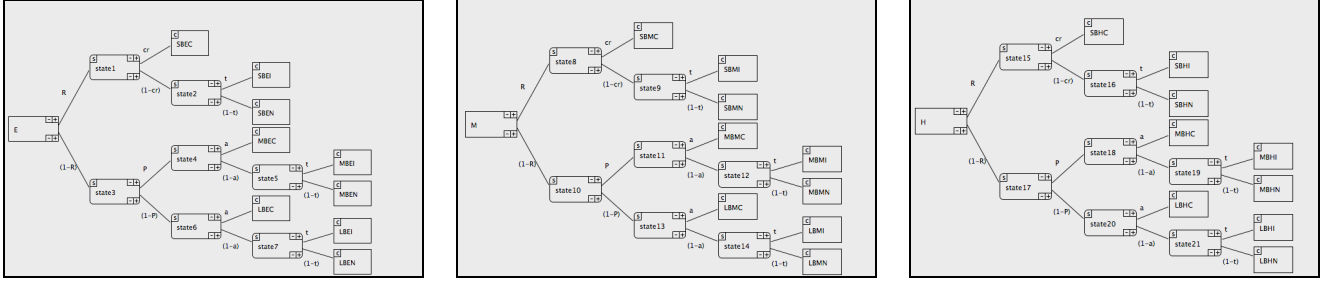 E
R
(1-R)
s
state1
cr
(1-cr)
c
SBEC
s
state2
t
(1-t)
c
SBEI
c
SBEN
s
state3
P
(1-P)
s
state4
a
(1-a)
c
MBEC
s
state5
t
(1-t)
c
MBEI
c
MBEN
s
state6
a
(1-a)
c
LBEC
s
state7
t
(1-t)
c
LBEI
c
LBEN
M
R
(1-R)
s
state8
cr
(1-cr)
c
SBMC
s
state9
t
(1-t)
c
SBMI
c
SBMN
s
state10
P
(1-P)
s
state11
a
(1-a)
c
MBMC
s
state12
t
(1-t)
c
MBMI
c
MBMN
s
state13
a
(1-a)
c
LBMC
s
state14
t
(1-t)
c
LBMI
c
LBMN
H
R
(1-R)
s
state15
cr
(1-cr)
c
SBHC
s
state16
t
(1-t)
c
SBHI
c
SBHN
s
state17
P
(1-P)
s
state18
a
(1-a)
c
MBHC
s
state19
t
(1-t)
c
MBHI
c
MBHN
s
state20
a
(1-a)
c
LBHC
s
state21
t
(1-t)
c
LBHI
c
LBHN